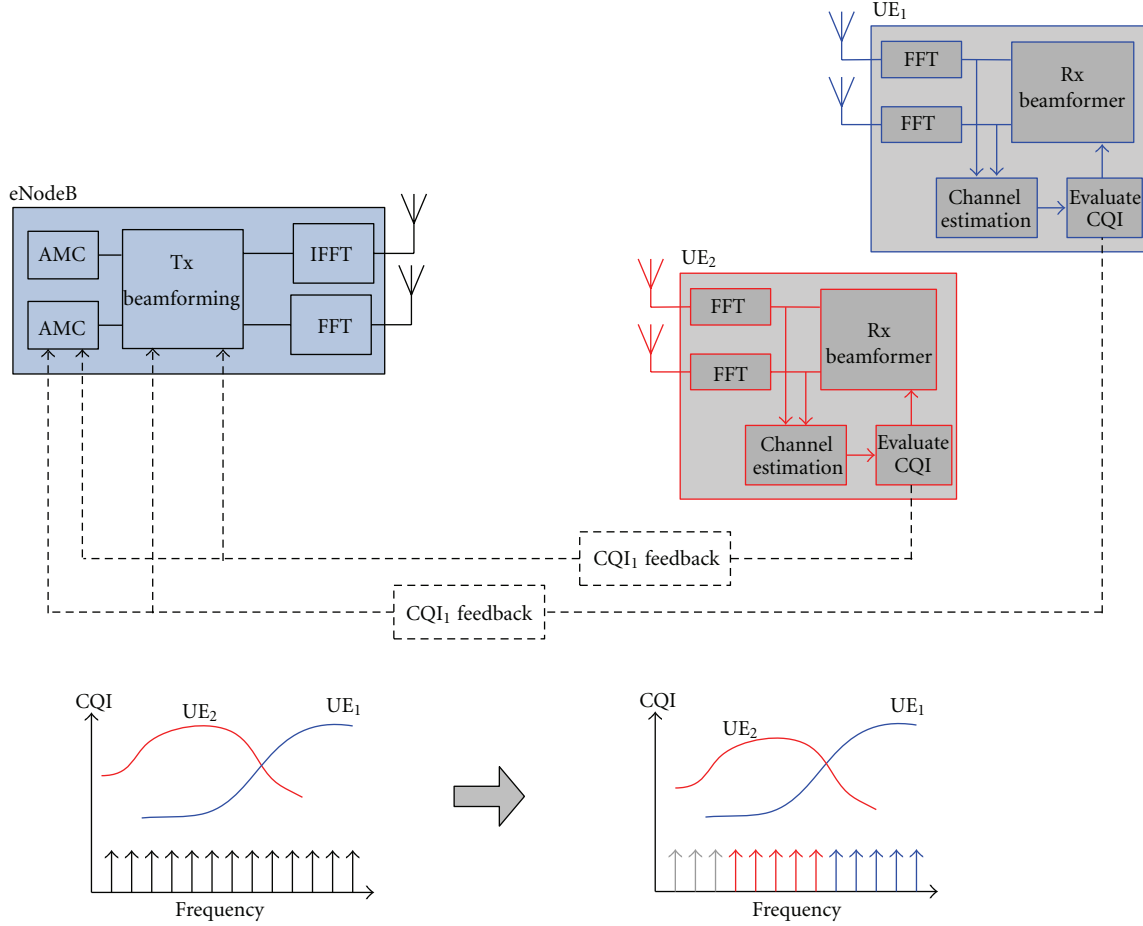 UE₁
FFT
Rx
beamformer
FFT
Channel
estimation
Evaluate
CQI
eNodeB
AMC
Tx
beamforming
IFFT
AMC
FFT
UE₂
FFT
Rx
beamformer
FFT
Channel
estimation
Evaluate
CQI
CQI₁ feedback
CQI₁ feedback
CQI
UE₂
UE₁
Frequency
CQI
UE₂
UE₁
Frequency